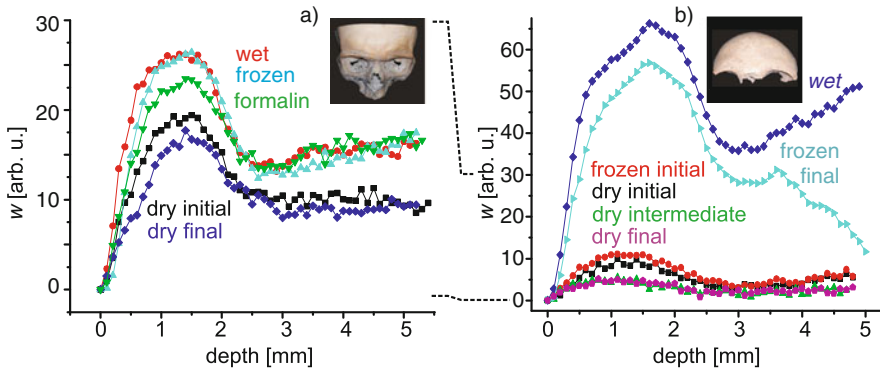 a)
30
20
10
0
w [arb. u.]
wet
frozen
formalin
dry initial
dry final
0 1 2 3 4 5
depth [mm]
b)
60
50
40
30
20
10
0
w [arb. u.]
wet
frozen
final
frozen initial
dry initial
dry intermediate
dry final
0 1 2 3 4 5
depth [mm]